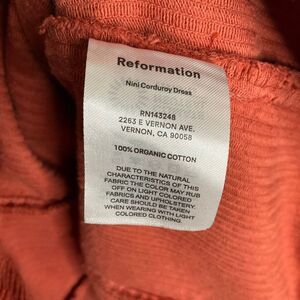 Reformation
Nini Corduroy Dress
RN143248
2263 E VERNON AVE.
VERNON, CA 90058
100% ORGANIC COTTON
DUE TO THE NATURAL
CHARACTERISTICS OF THIS
FABRIC THE COLOR MAY RUB
OFF ON LIGHT COLORED
FABRICS AND UPHOLSTERY.
CARE SHOULD BE TAKEN
WHEN WEARING WITH LIGHT
COLORED CLOTHING.